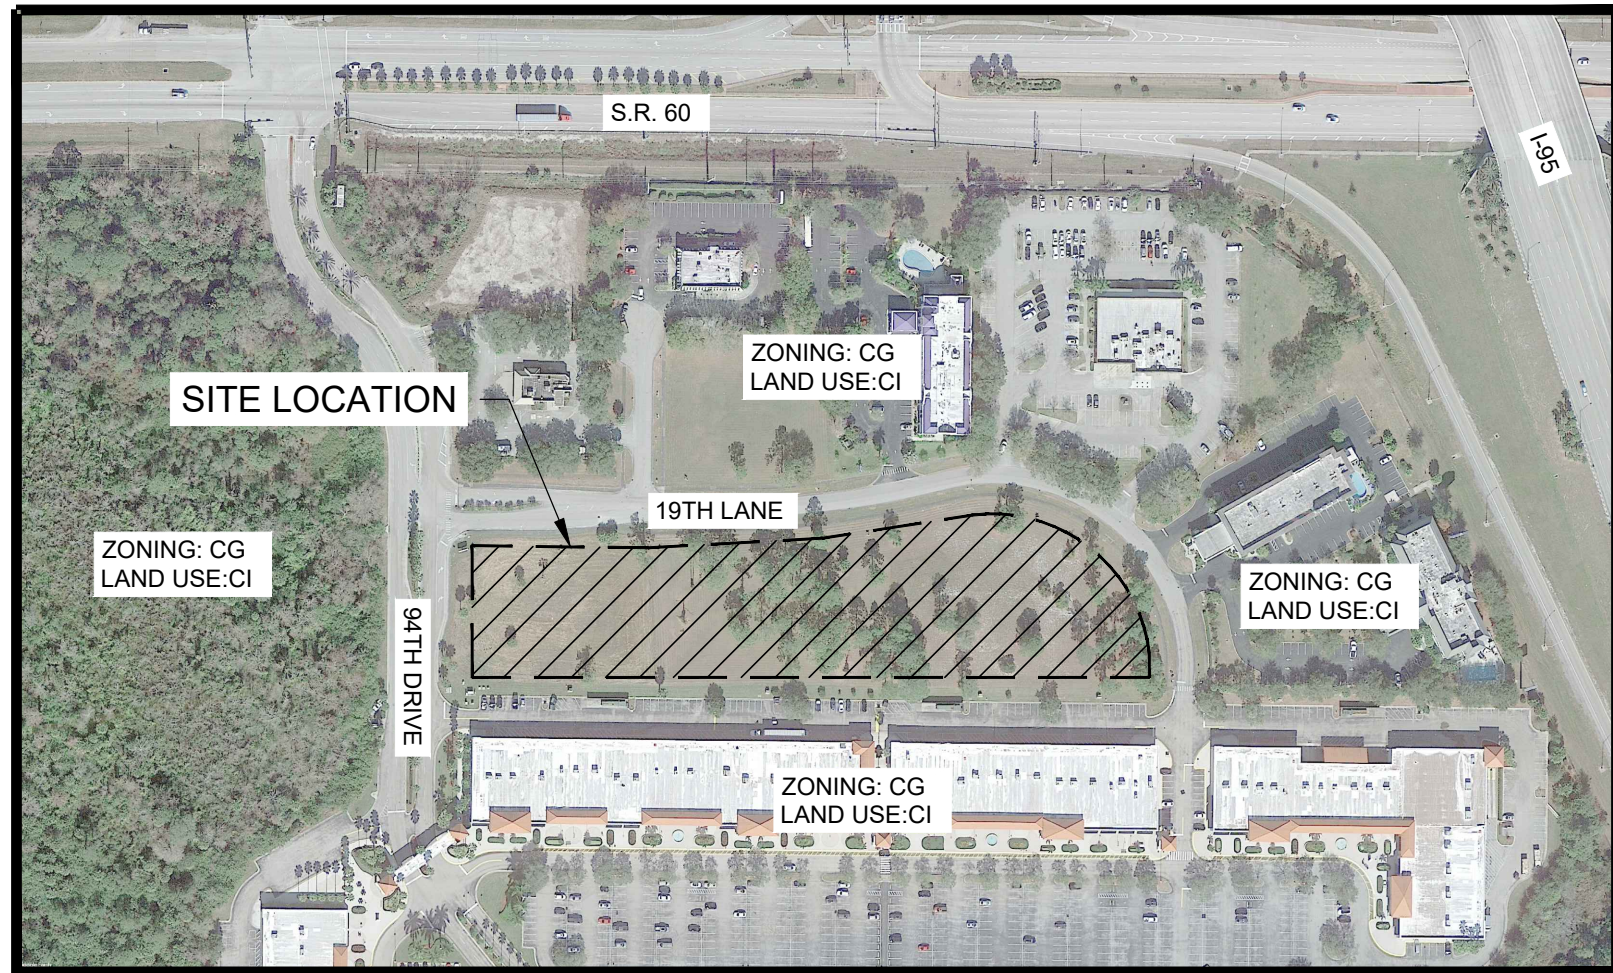 S.R. 60
I-95
ZONING: CG
LAND USE:CI
SITE LOCATION
19TH LANE
ZONING: CG
LAND USE:CI
ZONING: CG
LAND USE:CI
94TH DRIVE
ZONING: CG
LAND USE:CI